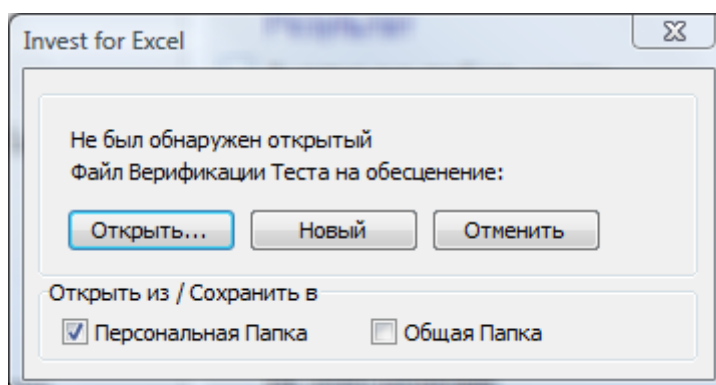 Invest for Excel
Не был обнаружен открытый
Файл Верификации Теста на обесценение:
Открыть... Новый Отменить
Открыть из / Сохранить в
Персональная Папка Общая Папка